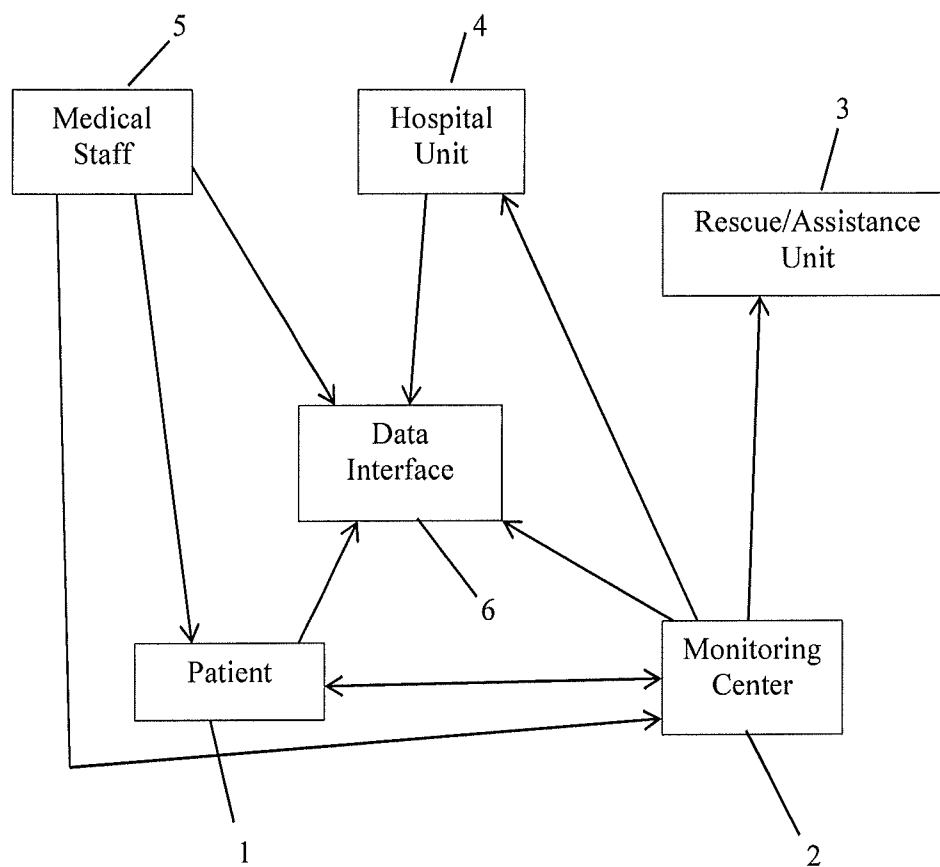 5
4
3
Medical
Staff
Hospital
Unit
Rescue/Assistance
Unit
Data
Interface
6
Patient
Monitoring
Center
1
2